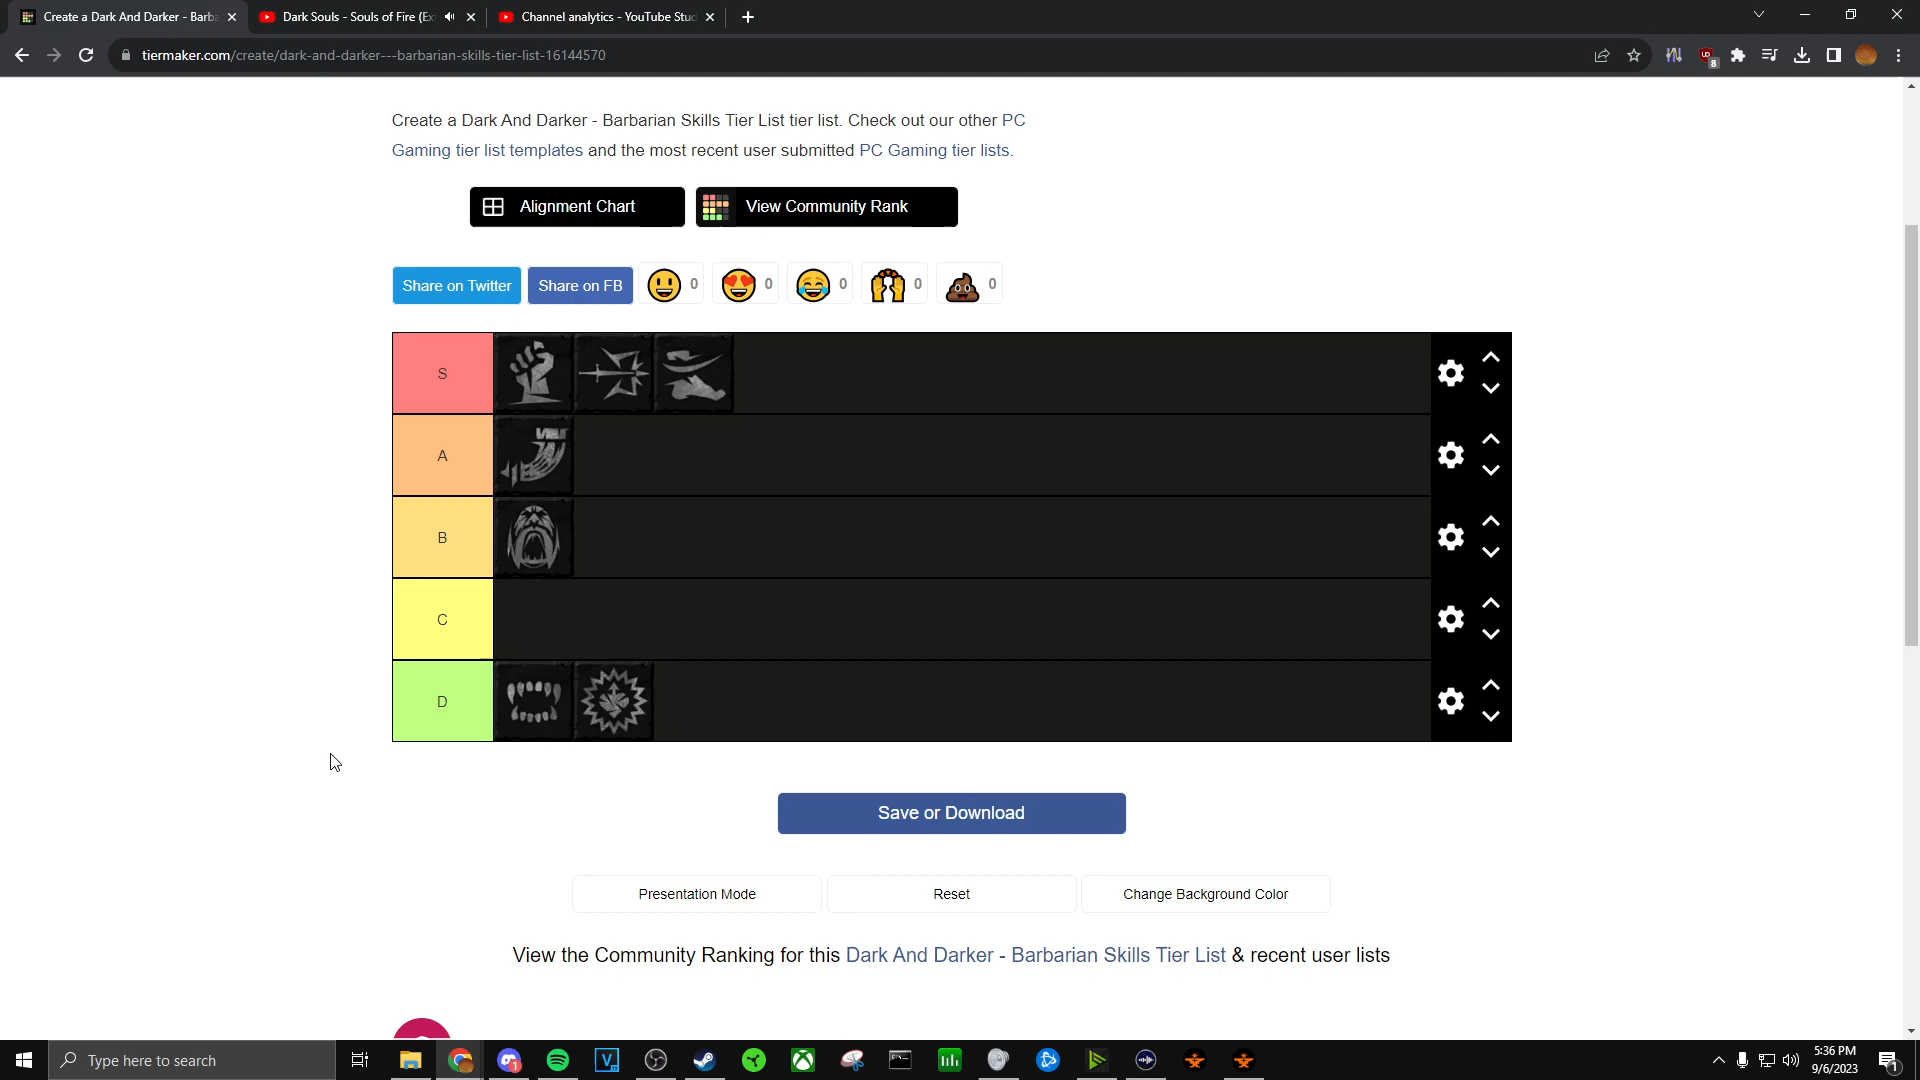 Create a Dark And Darker - Barba
Dark Souls - Souls of Fire (Ex
Channel analytics - YouTube Stud
tiermaker.com/create/dark-and-darker---barbarian-skills-tier-list-16144570
8
Create a Dark And Darker - Barbarian Skills Tier List tier list. Check out our other PC
Gaming tier list templates and the most recent user submitted PC Gaming tier lists.
Alignment Chart
View Community Rank
Share on Twitter
Share on FB
0
0
0
0
0
S
A
B
C
D
Save or Download
Presentation Mode
Reset
Change Background Color
View the Community Ranking for this Dark And Darker - Barbarian Skills Tier List & recent user lists
Type here to search
1
5:36 PM
9/6/2023
1